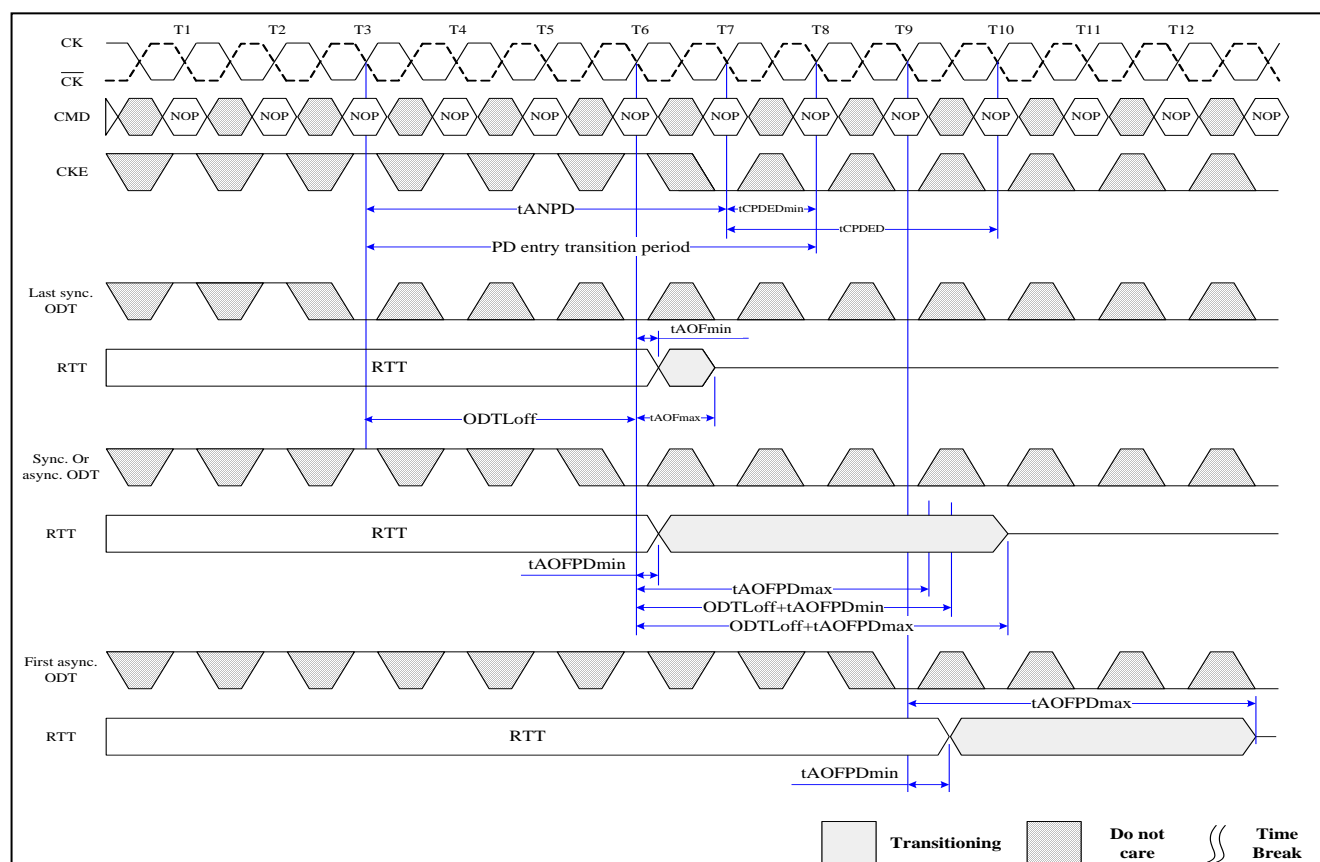 T1 T2 T3 T4 T5 T6 T7 T8 T9 T10 T11 T12
CK
CK
CMD NOP NOP NOP NOP NOP NOP NOP NOP NOP NOP NOP NOP NOP
CKE
tANPD tCPDEDmin
tCPDED
PD entry transition period
Last sync.
ODT
tAOFmin
RTT RTT
ODTLoff tAOFmax
Sync. Or
async. ODT
RTT RTT
tAOFPDmin
tAOFPDmax
ODTLoff+tAOFPDmin
ODTLoff+tAOFPDmax
First async.
ODT
tAOFPDmax
RTT RTT
tAOFPDmin
Transitioning
Do not
care
Time
Break